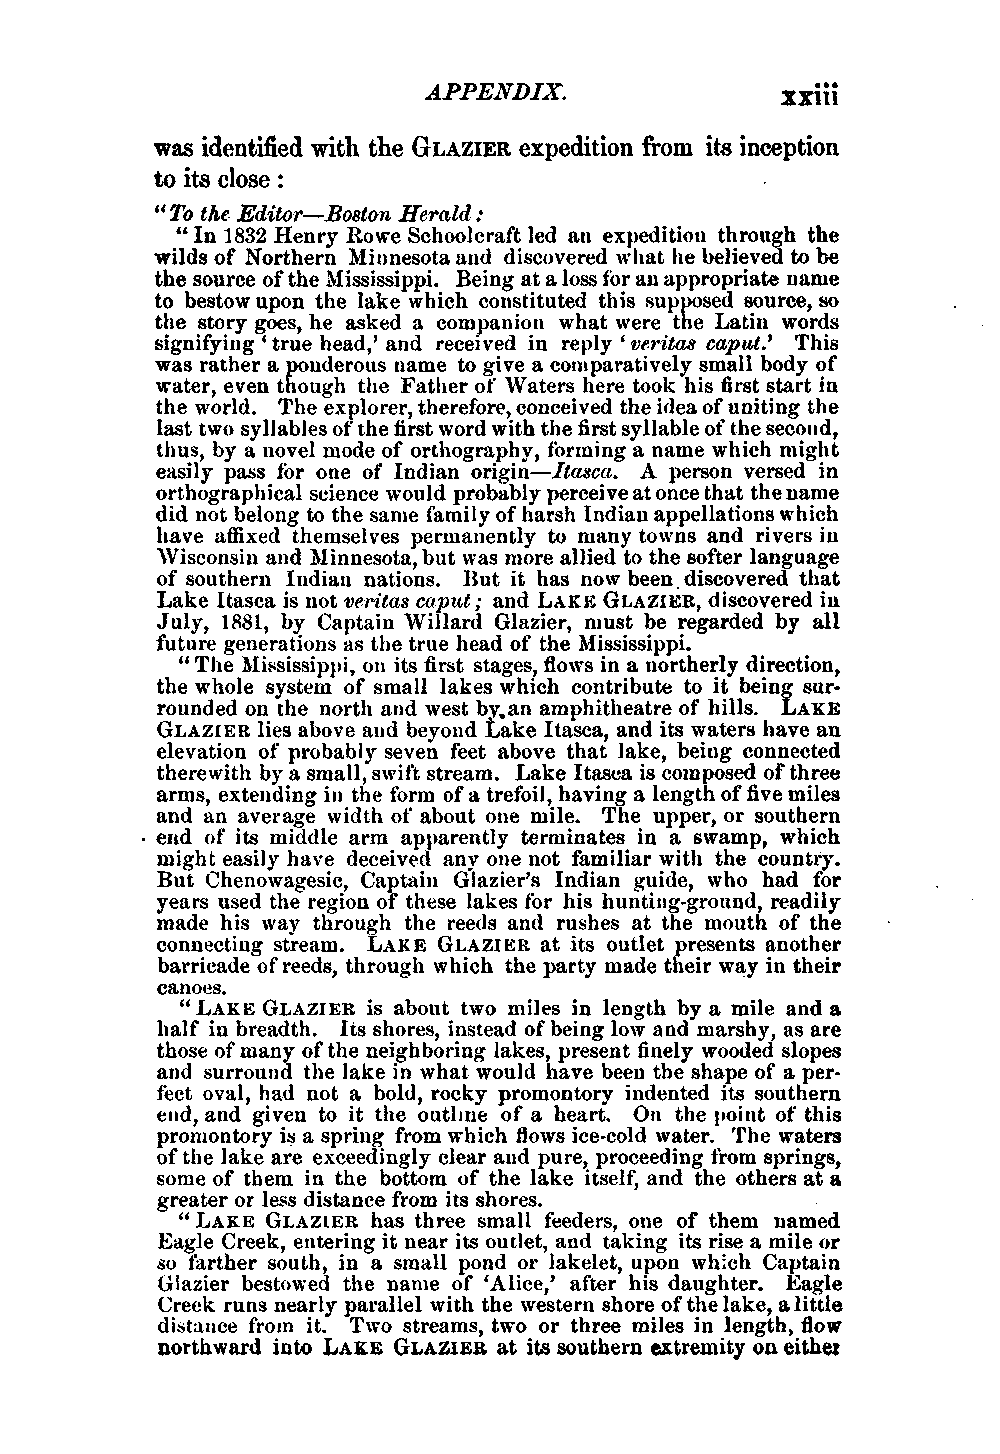 APPENDIX. xxiii
was identified with the GLAZIER expedition from its inception
to its close :
"To the Editor—Boston Herald :
"In 1832 Henry Rowe Schoolcraft led an expedition through the
wilds of Northern Minnesota and discovered what he believed to be
the source of the Mississippi. Being at a loss for an appropriate name
to bestow upon the lake which constituted this supposed source, so
the story goes, he asked a companion what were the Latin words
signifying 'true head,' and received in reply 'veritas caput.' This
was rather a ponderous name to give a comparatively small body of
water, even though the Father of Waters here took his first start in
the world. The explorer, therefore, conceived the idea of uniting the
last two syllables of the first word with the first syllable of the second,
thus, by a novel mode of orthography, forming a name which might
easily pass for one of Indian origin—Itasca. A person versed in
orthographical science would probably perceive at once that the name
did not belong to the same family of harsh Indian appellations which
have affixed themselves permanently to many towns and rivers in
Wisconsin and Minnesota, but was more allied to the softer language
of southern Indian nations. But it has now been discovered that
Lake Itasca is not veritas caput; and LAKE GLAZIER, discovered in
July, 1881, by Captain Willard Glazier, must be regarded by all
future generations as the true head of the Mississippi.
"The Mississippi, on its first stages, flows in a northerly direction,
the whole system of small lakes which contribute to it being sur-
rounded on the north and west by an amphitheatre of hills. LAKE
GLAZIER lies above and beyond Lake Itasca, and its waters have an
elevation of probably seven feet above that lake, being connected
therewith by a small, swift stream. Lake Itasca is composed of three
arms, extending in the form of a trefoil, having a length of five miles
and an average width of about one mile. The upper, or southern
end of its middle arm apparently terminates in a swamp, which
might easily have deceived any one not familiar with the country.
But Chenowagesic, Captain Glazier's Indian guide, who had for
years used the region of these lakes for his hunting-ground, readily
made his way through the reeds and rushes at the mouth of the
connecting stream. LAKE GLAZIER at its outlet presents another
barricade of reeds, through which the party made their way in their
canoes.
"LAKE GLAZIER is about two miles in length by a mile and a
half in breadth. Its shores, instead of being low and marshy, as are
those of many of the neighboring lakes, present finely wooded slopes
and surround the lake in what would have been the shape of a per-
fect oval, had not a bold, rocky promontory indented its southern
end, and given to it the outline of a heart. On the point of this
promontory is a spring from which flows ice-cold water. The waters
of the lake are exceedingly clear and pure, proceeding from springs,
some of them in the bottom of the lake itself, and the others at a
greater or less distance from its shores.
"LAKE GLAZIER has three small feeders, one of them named
Eagle Creek, entering it near its outlet, and taking its rise a mile or
so farther south, in a small pond or lakelet, upon which Captain
Glazier bestowed the name of 'Alice,' after his daughter. Eagle
Creek runs nearly parallel with the western shore of the lake, a little
distance from it. Two streams, two or three miles in length, flow
northward into LAKE GLAZIER at its southern extremity on either